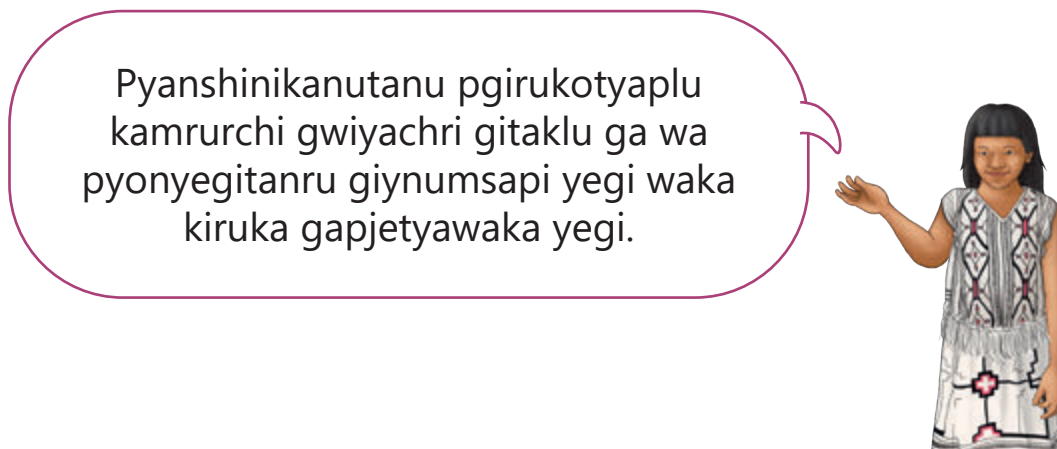 Pyanshinikanutanu pgirukotyaplu
kamrurchi gwiyachri gitaklu ga wa
pyonyegitanru giynumsapi yegi waka
kiruka gapjetyawaka yegi.